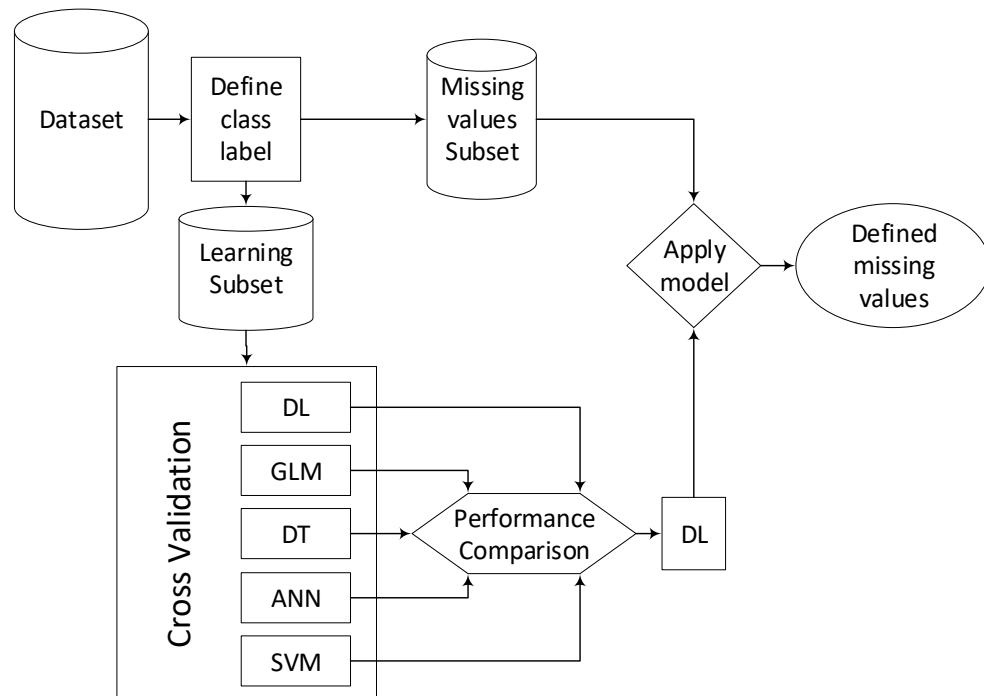 Dataset
Define
class
label
Missing
values
Subset
Learning
Subset
Apply
model
Defined
missing
values
Cross Validation
DL
GLM
DT
ANN
SVM
Performance
Comparison
DL